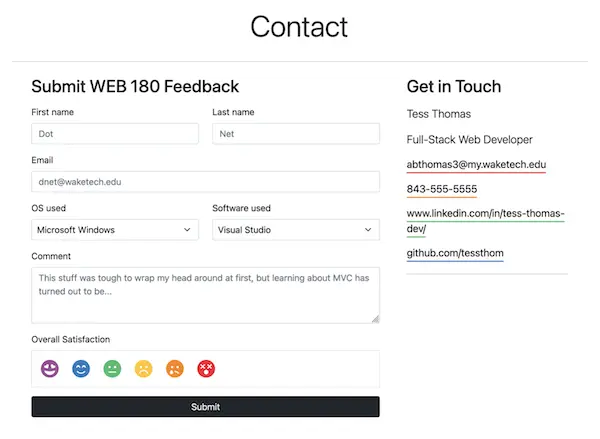 Contact
Submit WEB 180 Feedback
First name
Last name
Dot
Net
Email
dnet@waketech.edu
OS used
Software used
Microsoft Windows
Visual Studio
Comment
This stuff was tough to wrap my head around at first, but learning about MVC has
turned out to be...
Overall Satisfaction
Submit
Get in Touch
Tess Thomas
Full-Stack Web Developer
abthomas3@my.waketech.edu
843-555-5555
www.linkedin.com/in/tess-thomas-
dev/
github.com/tessthom